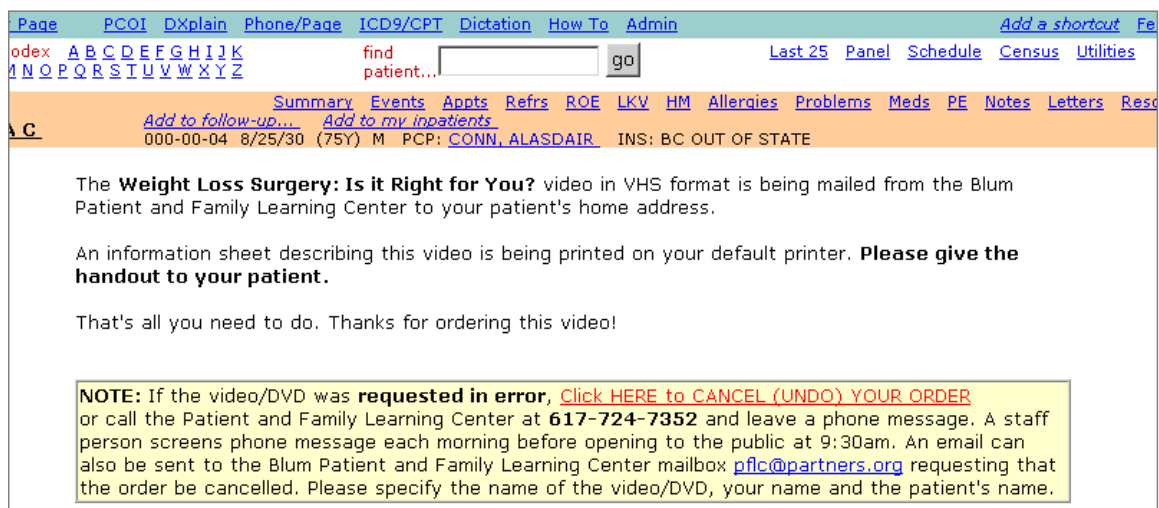 Page PCOI DXplain Phone/Page ICD9/CPT Dictation How To Admin Add a shortcut Fe
odex A B C D E F G H I J K find Last 25 Panel Schedule Census Utilities
M N O P Q R S T U V W X Y Z patient... go
Summary Events Appts Refrs ROE LKV HM Allergies Problems Meds PE Notes Letters Reso
Add to follow-up... Add to my inpatients
A C 000-00-04 8/25/30 (75Y) M PCP: CONN, ALASDAIR INS: BC OUT OF STATE
The Weight Loss Surgery: Is it Right for You? video in VHS format is being mailed from the Blum
Patient and Family Learning Center to your patient's home address.
An information sheet describing this video is being printed on your default printer. Please give the
handout to your patient.
That's all you need to do. Thanks for ordering this video!
NOTE: If the video/DVD was requested in error, Click HERE to CANCEL (UNDO) YOUR ORDER
or call the Patient and Family Learning Center at 617-724-7352 and leave a phone message. A staff
person screens phone message each morning before opening to the public at 9:30am. An email can
also be sent to the Blum Patient and Family Learning Center mailbox pflc@partners.org requesting that
the order be cancelled. Please specify the name of the video/DVD, your name and the patient's name.